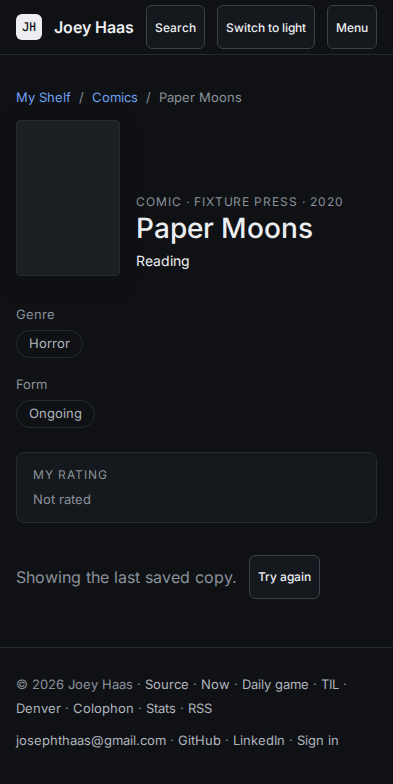 JH Joey Haas Search Switch to light Menu
My Shelf / Comics / Paper Moons
COMIC · FIXTURE PRESS · 2020
Paper Moons
Reading
Genre
Horror
Form
Ongoing
MY RATING
Not rated
Showing the last saved copy. Try again
© 2026 Joey Haas · Source · Now · Daily game · TIL ·
Denver · Colophon · Stats · RSS
josephthaas@gmail.com · GitHub · LinkedIn · Sign in